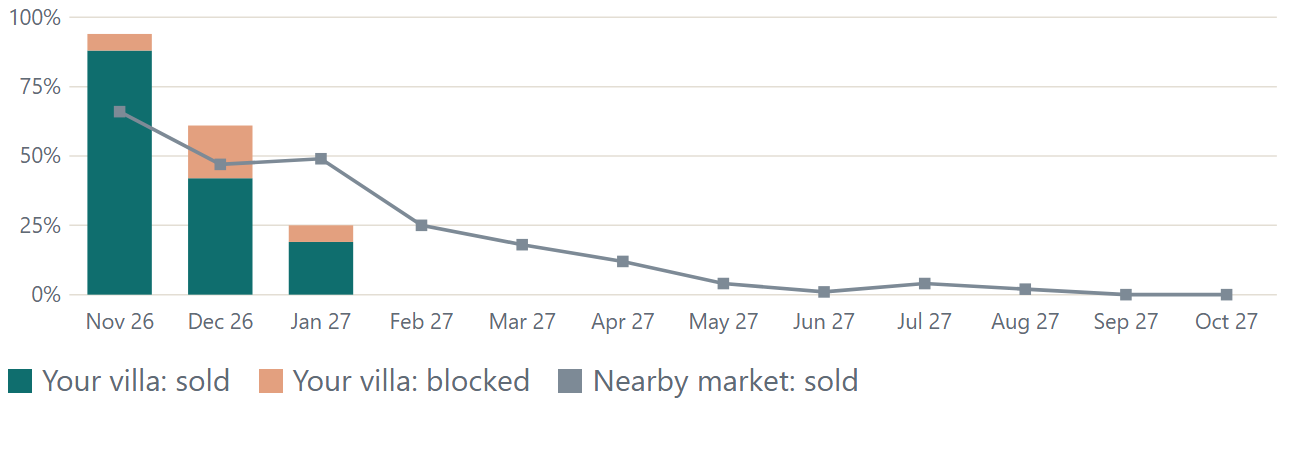 100%
75%
50%
25%
0%
Nov 26 Dec 26 Jan 27 Feb 27 Mar 27 Apr 27 May 27 Jun 27 Jul 27 Aug 27 Sep 27 Oct 27
Your villa: sold Your villa: blocked Nearby market: sold